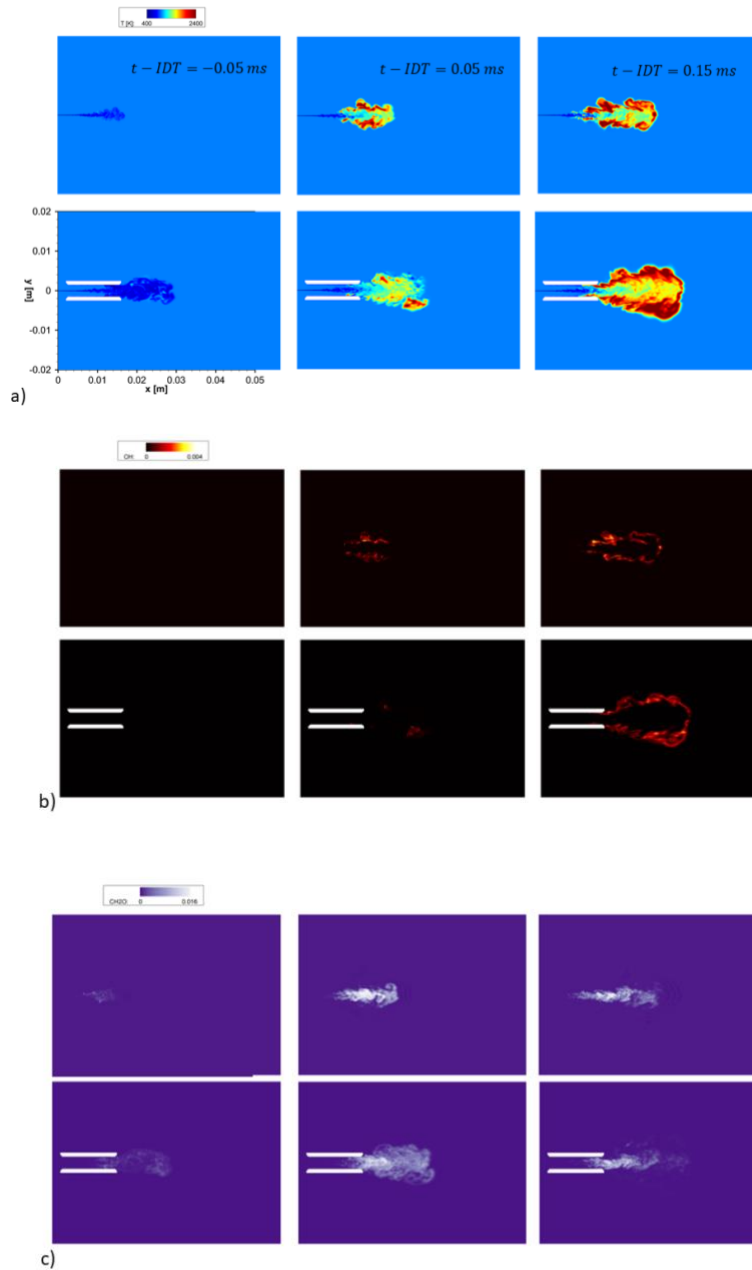 T [K]: 400 2400
t − IDT = −0.05 ms t − IDT = 0.05 ms t − IDT = 0.15 ms
0.02
0.01
0
-0.01
-0.02
y [m]
0 0.01 0.02 0.03 0.04 0.05
x [m]
a)
OH: 0 0.004
b)
CH2O: 0 0.016
c)